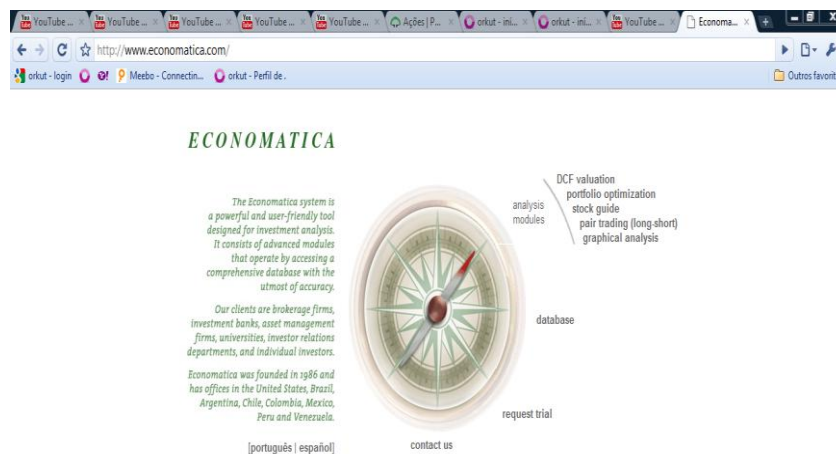 YouTube ...
YouTube ...
YouTube ...
YouTube ...
YouTube ...
Ações | P...
orkut - ini...
orkut - ini...
YouTube ...
Economa...
http://www.economatica.com/
orkut - login
Meebo - Connectin...
orkut - Perfil de .
Outros favorit
ECONOMATICA
The Economatica system is
a powerful and user-friendly tool
designed for investment analysis.
It consists of advanced modules
that operate by accessing a
comprehensive database with the
utmost of accuracy.
Our clients are brokerage firms,
investment banks, asset management
firms, universities, investor relations
departments, and individual investors.
Economatica was founded in 1986 and
has offices in the United States, Brazil,
Argentina, Chile, Colombia, Mexico,
Peru and Venezuela.
[português | español]
analysis
modules
DCF valuation
portfolio optimization
stock guide
pair trading (long-short)
graphical analysis
database
request trial
contact us